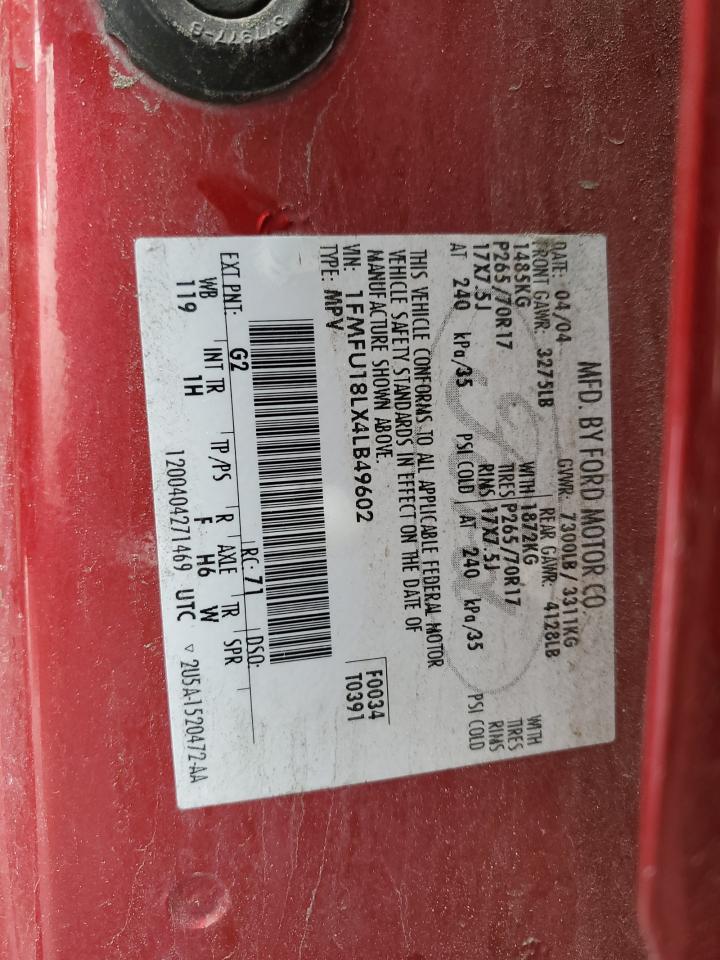 577977-8
MFD. BY FORD MOTOR CO.
DATE: 04/04 GVWR: 7300LB / 3311KG
FRONT GAWR: 3275LB REAR GAWR: 4128LB
1485KG WITH 1872KG WITH
P265/70R17 TIRES P265/70R17 TIRES
17X7.5J RIMS 17X7.5J RIMS
AT 240 kPa/35 PSI COLD AT 240 kPa/35 PSI COLD
THIS VEHICLE CONFORMS TO ALL APPLICABLE FEDERAL MOTOR
VEHICLE SAFETY STANDARDS IN EFFECT ON THE DATE OF
MANUFACTURE SHOWN ABOVE.
VIN: 1FMFU18LX4LB49602 F0034
TYPE: MPV T0391
EXT PNT: G2 RC: 71 DSO:
WB INT TR TP/PS R AXLE TR SPR
119 1H F H6 W
1200404271469 UTC ▽ 2U5A-1520472-AA